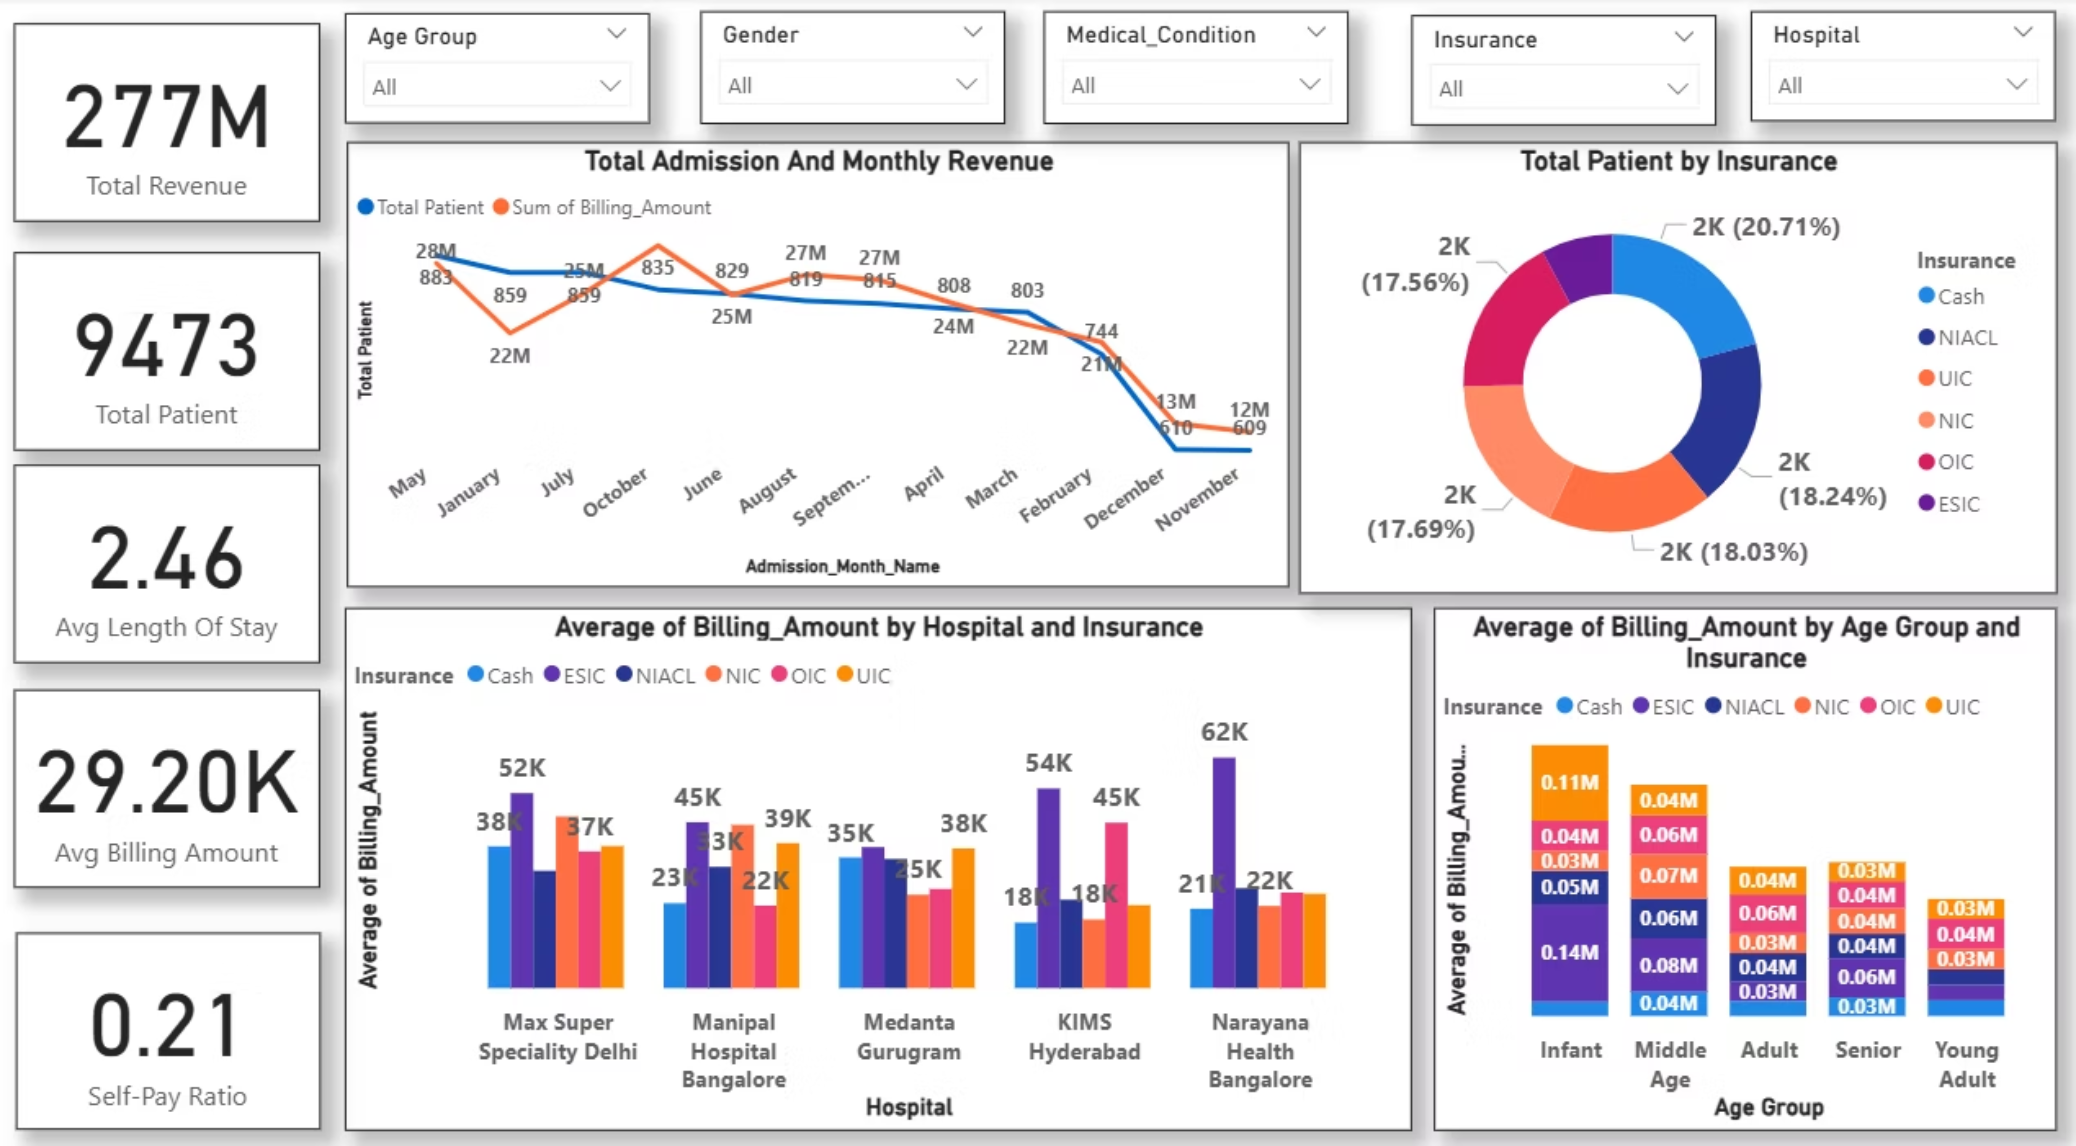 277M
Total Revenue
9473
Total Patient
2.46
Avg Length Of Stay
29.20K
Avg Billing Amount
0.21
Self-Pay Ratio
Age Group
All
Gender
All
Medical_Condition
All
Insurance
All
Hospital
All
Total Admission And Monthly Revenue
Total Patient Sum of Billing_Amount
Total Patient
28M
883
859
22M
25M
859
835
829
25M
27M
819
27M
815
808
24M
803
22M
744
21M
13M
610
12M
609
May
January
July
October
June
August
Septem...
April
March
February
December
November
Admission_Month_Name
Total Patient by Insurance
2K (20.71%)
2K
(18.24%)
2K (18.03%)
2K
(17.69%)
2K
(17.56%)
Insurance
Cash
NIACL
UIC
NIC
OIC
ESIC
Average of Billing_Amount by Hospital and Insurance
Insurance Cash ESIC NIACL NIC OIC UIC
Average of Billing_Amount
38K
52K
37K
23K
45K
33K
22K
39K
35K
25K
38K
18K
54K
18K
45K
21K
62K
22K
Max Super
Speciality Delhi
Manipal
Hospital
Bangalore
Medanta
Gurugram
KIMS
Hyderabad
Narayana
Health
Bangalore
Hospital
Average of Billing_Amount by Age Group and
Insurance
Insurance Cash ESIC NIACL NIC OIC UIC
Average of Billing_Amou...
0.11M
0.04M
0.03M
0.05M
0.14M
0.04M
0.06M
0.07M
0.06M
0.08M
0.04M
0.04M
0.06M
0.03M
0.04M
0.03M
0.03M
0.04M
0.04M
0.04M
0.06M
0.03M
0.03M
0.04M
0.03M
Infant
Middle
Age
Adult
Senior
Young
Adult
Age Group